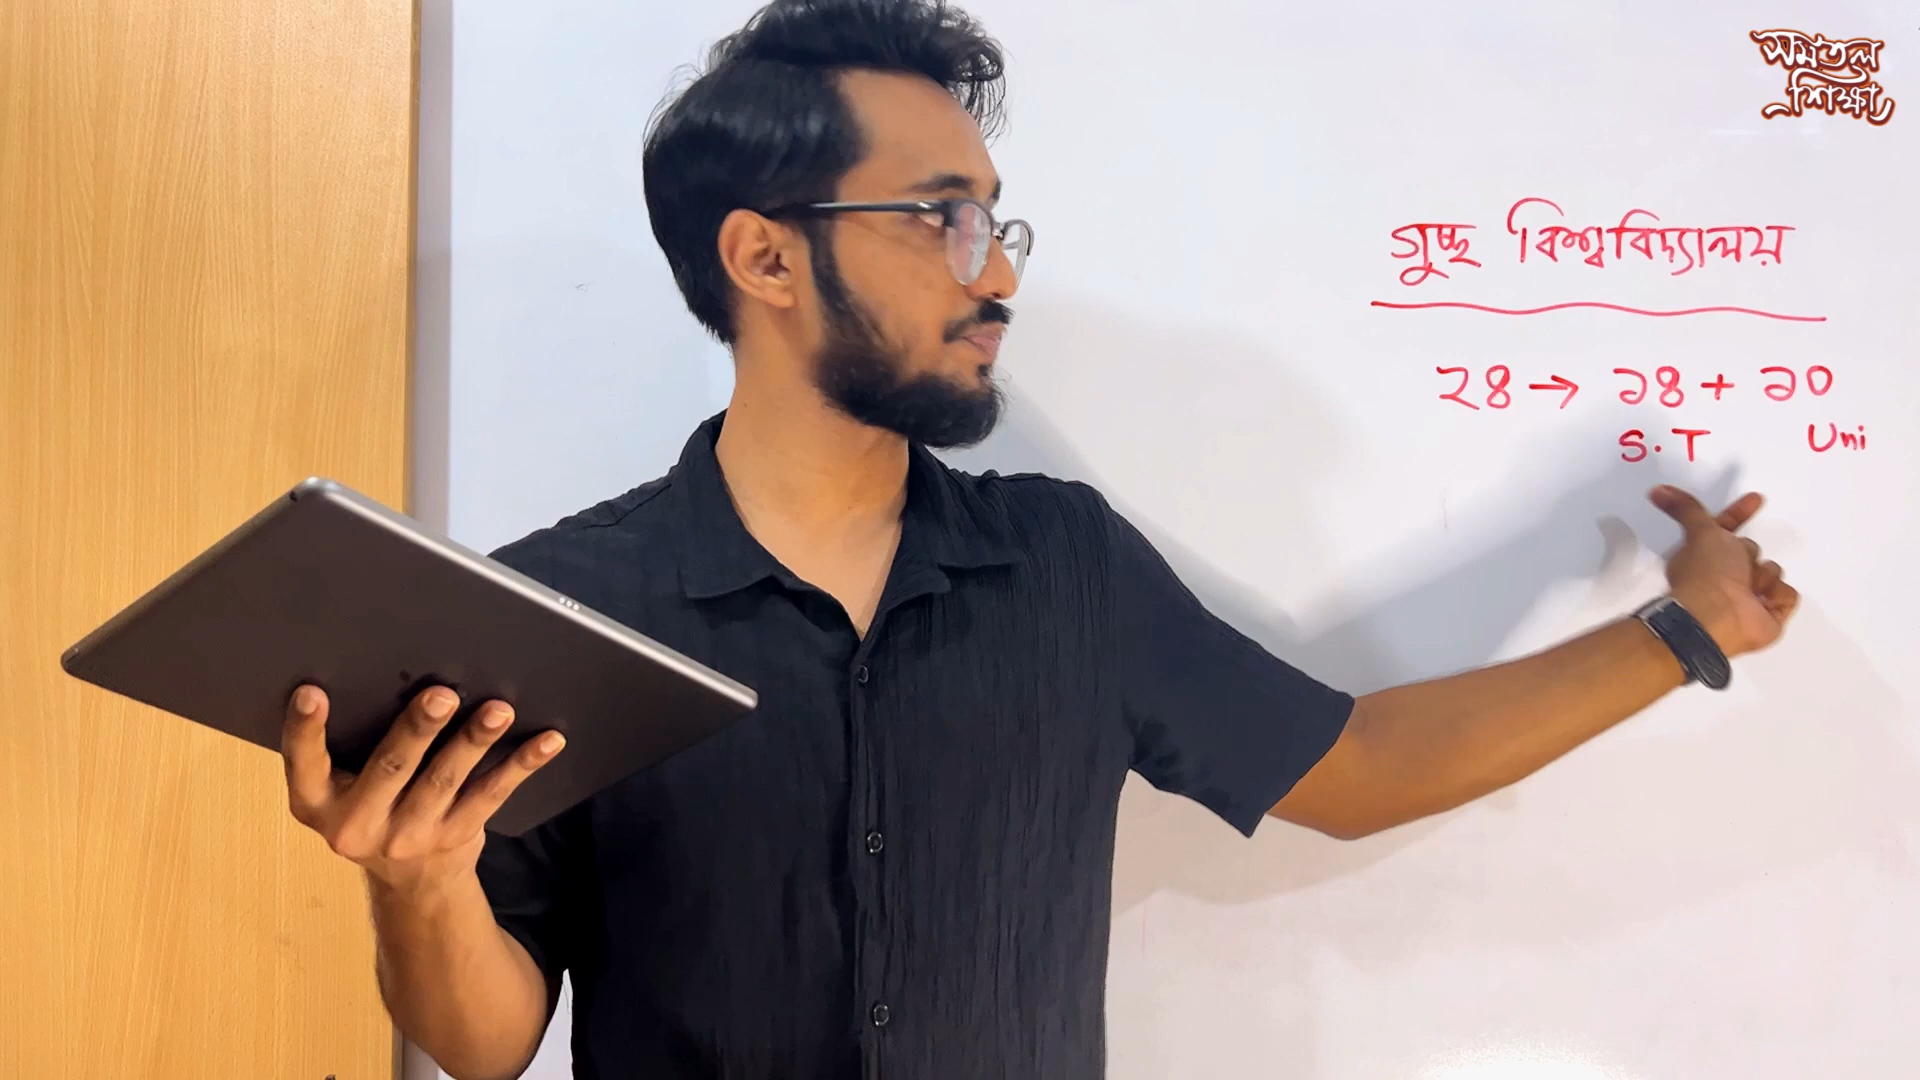 সমতল
শিক্ষা
গুচ্ছ বিশ্ববিদ্যালয়
২৪ → ১৪ + ১০
S.T Uni